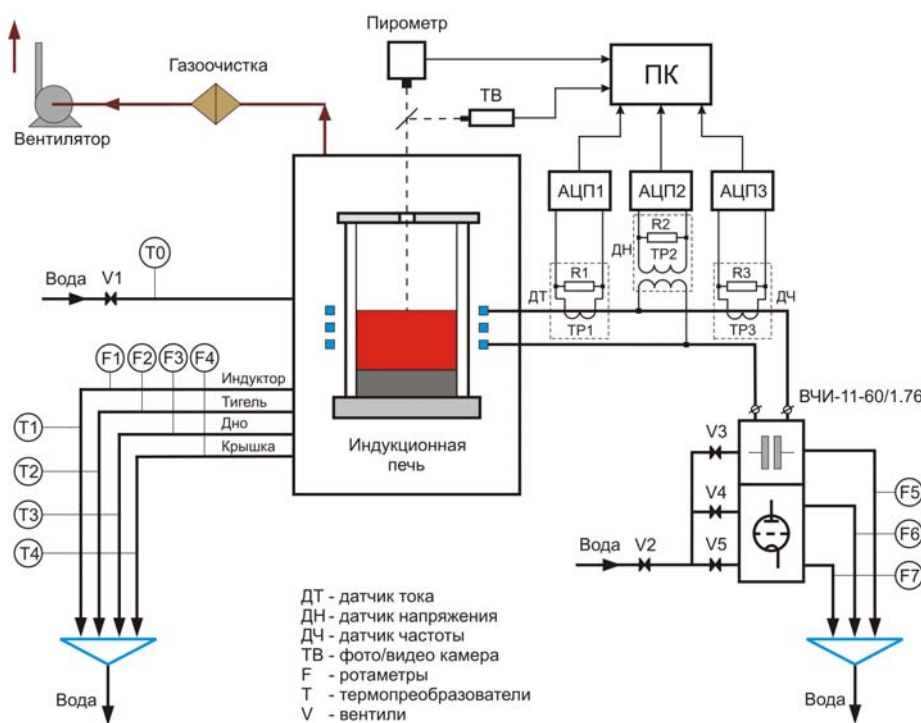 Пирометр
Газоочистка
ПК
ТВ
Вентилятор
АЦП1
АЦП2
АЦП3
R2
ДН
ТР2
T0
Вода
V1
R1
R3
ДТ
ДЧ
ТР1
ТР3
F1
F2
F3
F4
Индуктор
Тигель
Дно
Крышка
T1
T2
T3
T4
Индукционная
печь
ВЧИ-11-60/1.76
V3
V4
V5
Вода
V2
F5
F6
F7
ДТ - датчик тока
ДН - датчик напряжения
ДЧ - датчик частоты
ТВ - фото/видео камера
F - ротаметры
T - термопреобразователи
V - вентили
Вода
Вода